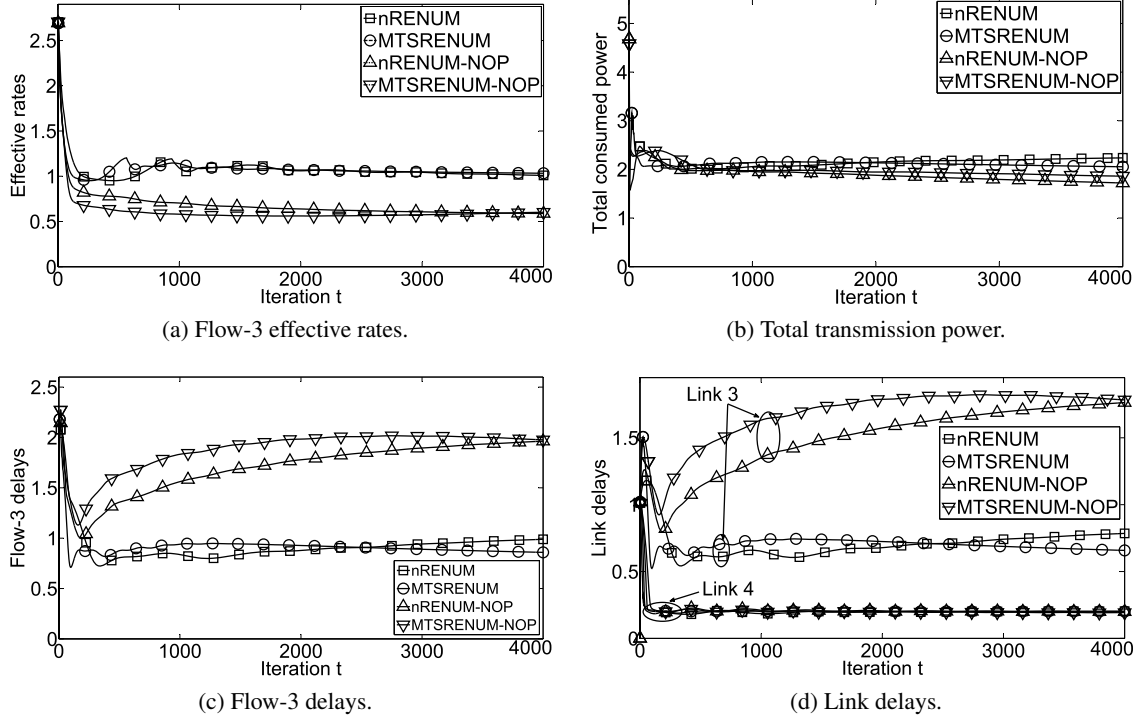 2.5
2
1.5
1
0.5
0
Effective rates
nRENUM
MTSRENUM
nRENUM-NOP
MTSRENUM-NOP
0 1000 2000 3000 4000
Iteration t
(a) Flow-3 effective rates.
5
4
3
2
1
0
Total consumed power
nRENUM
MTSRENUM
nRENUM-NOP
MTSRENUM-NOP
0 1000 2000 3000 4000
Iteration t
(b) Total transmission power.
2.5
2
1.5
1
0.5
0
Flow-3 delays
nRENUM
MTSRENUM
nRENUM-NOP
MTSRENUM-NOP
0 1000 2000 3000 4000
Iteration t
(c) Flow-3 delays.
1.5
1
0.5
0
Link delays
Link 3
nRENUM
MTSRENUM
nRENUM-NOP
MTSRENUM-NOP
Link 4
0 1000 2000 3000 4000
Iteration t
(d) Link delays.